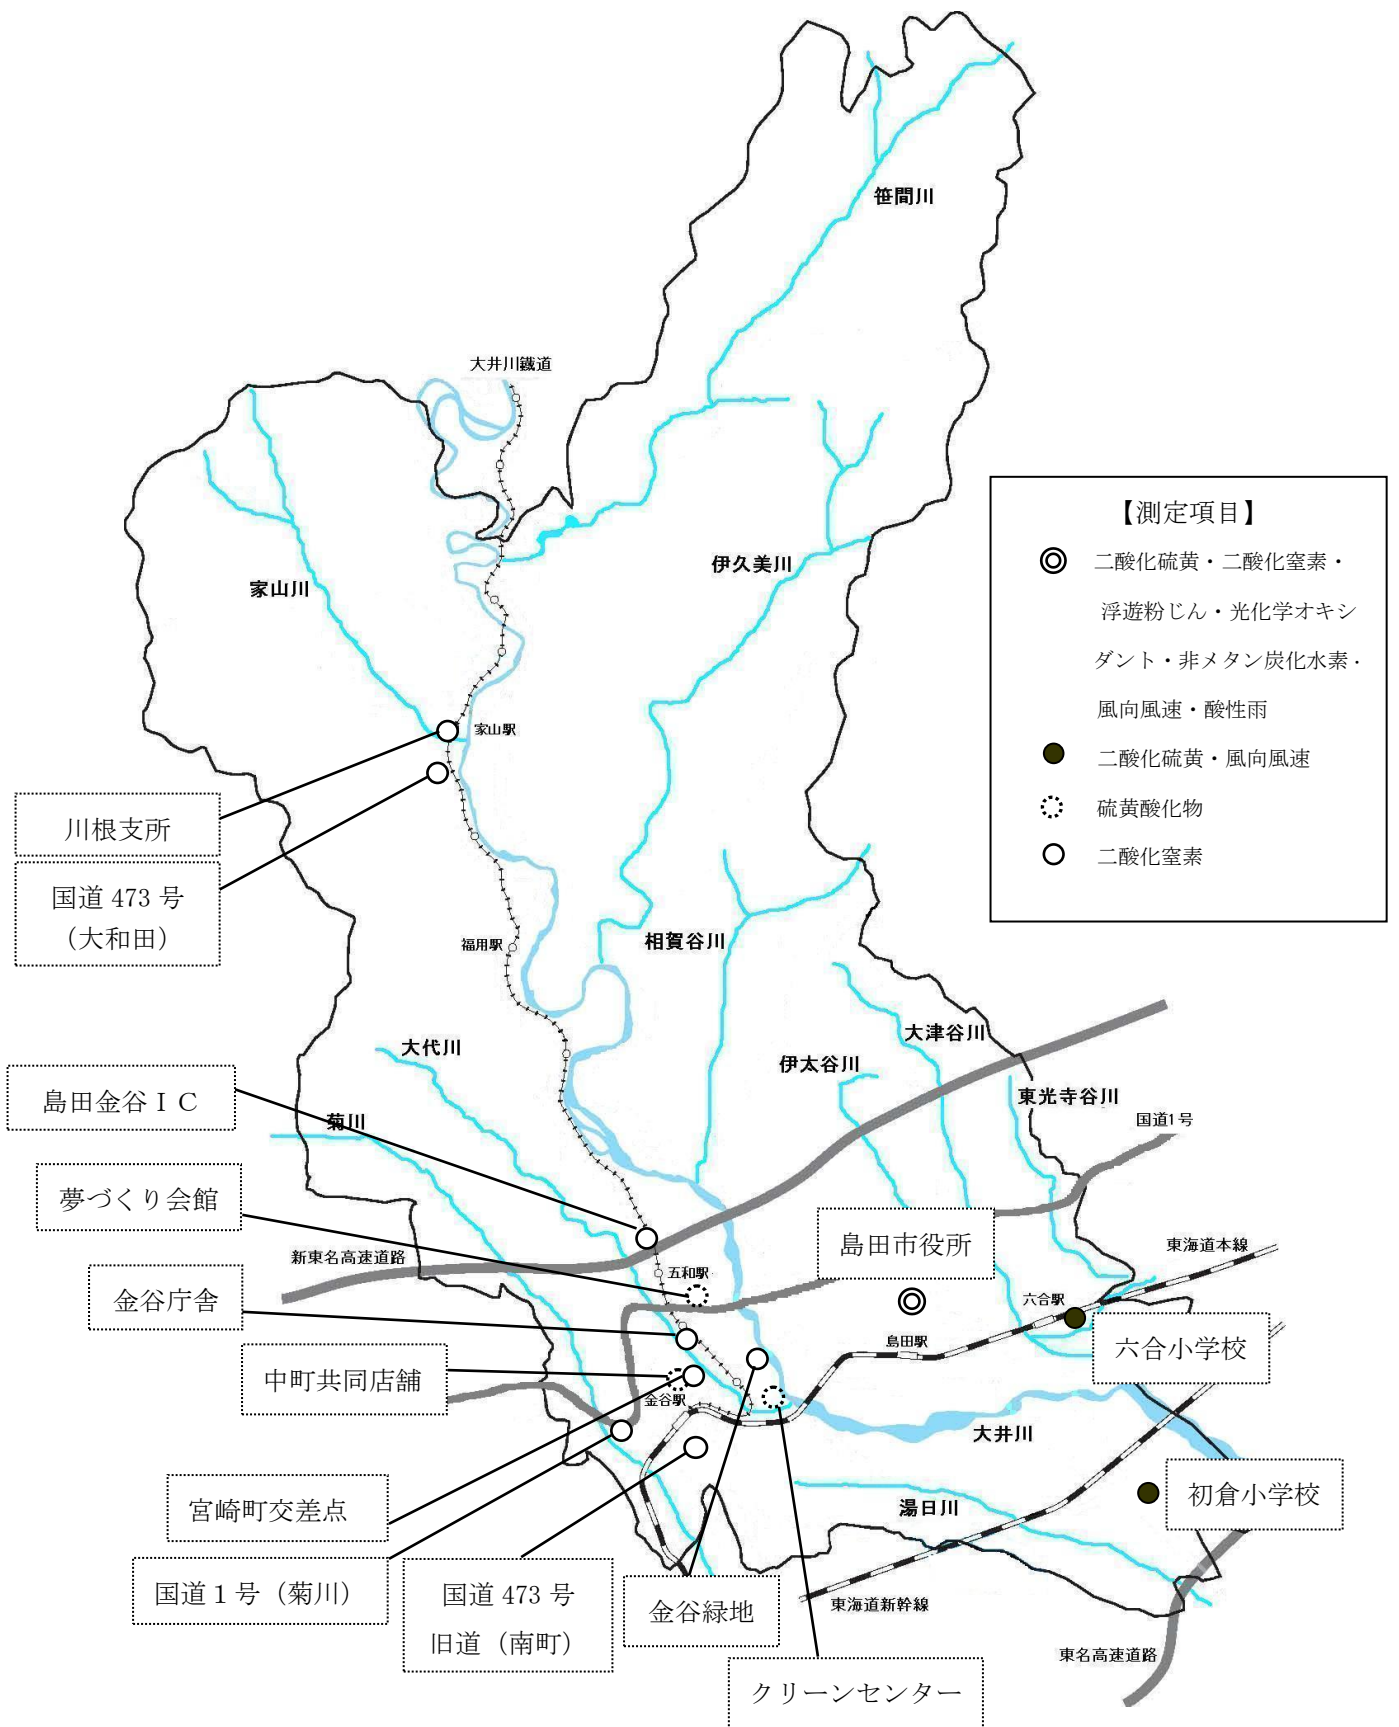 笹間川
大井川鐵道
【測定項目】
二酸化硫黄・二酸化窒素・
浮遊粉じん・光化学オキシ
ダント・非メタン炭化水素・
風向風速・酸性雨
二酸化硫黄・風向風速
硫黄酸化物
二酸化窒素
伊久美川
家山川
家山駅
川根支所
国道 473 号
（大和田）
福用駅
相賀谷川
大津谷川
大代川
伊太谷川
島田金谷ＩＣ
東光寺谷川
菊川
国道1号
夢づくり会館
島田市役所
新東名高速道路
東海道本線
五和駅
金谷庁舎
六合駅
島田駅
六合小学校
中町共同店舗
金谷駅
大井川
宮崎町交差点
湯日川
初倉小学校
国道１号（菊川）
国道 473 号
旧道（南町）
金谷緑地
東海道新幹線
東名高速道路
クリーンセンター